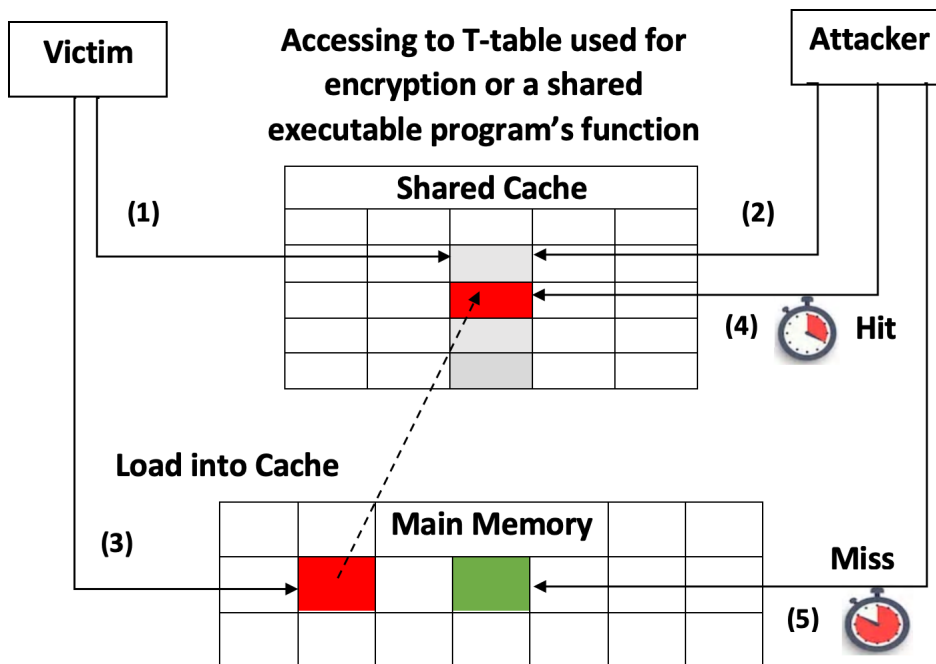 Victim
Accessing to T-table used for
encryption or a shared
executable program’s function
Attacker
Shared Cache
(1)
(2)
(4)
Hit
Load into Cache
Main Memory
(3)
Miss
(5)